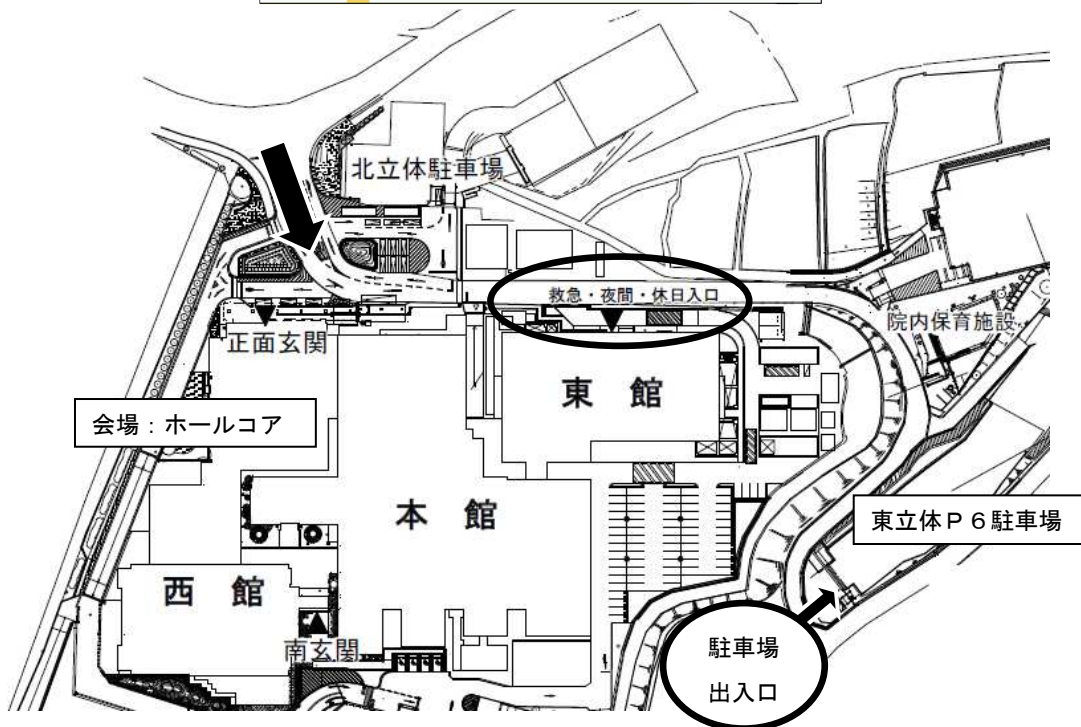 北立体駐車場
救急・夜間・休日入口
院内保育施設
正面玄関
東 館
会場：ホールコア
本 館
東立体Ｐ６駐車場
西 館
南玄関
駐車場
出入口